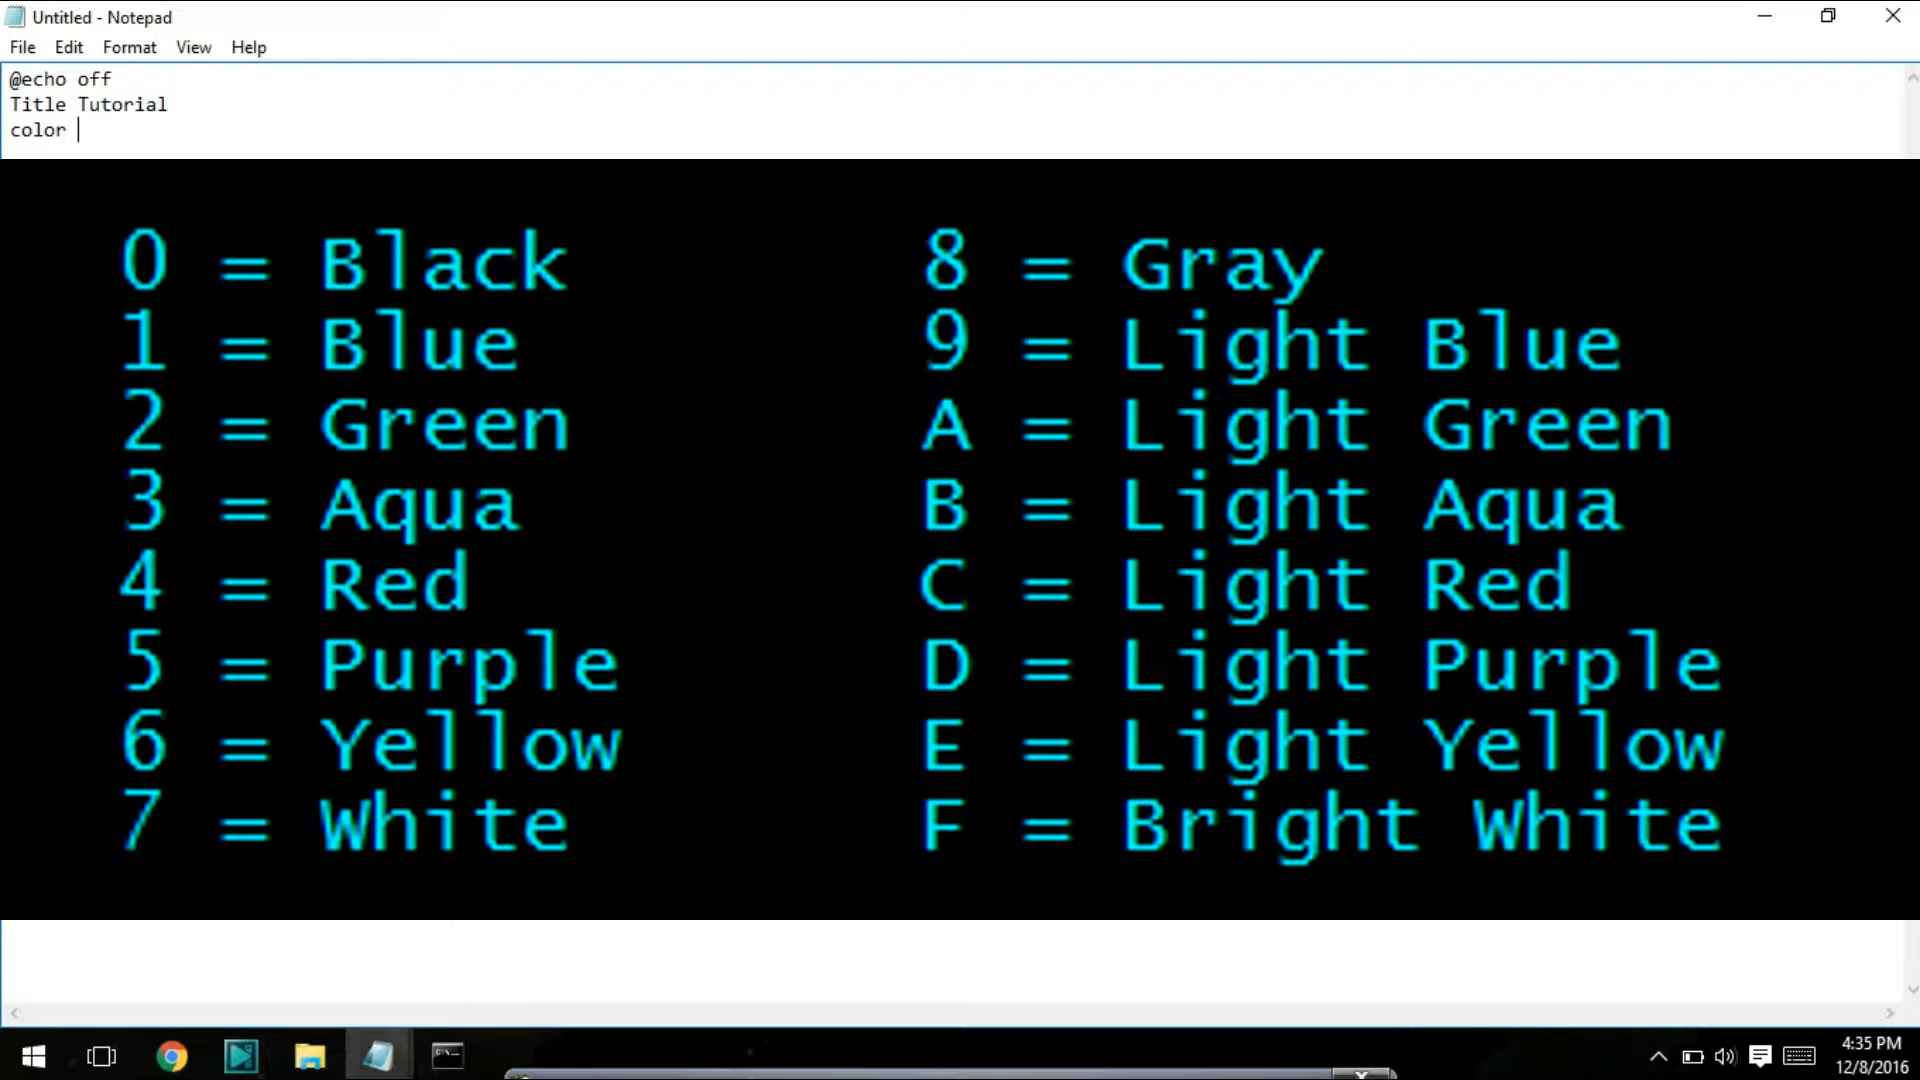 Untitled - Notepad
File Edit Format View Help
@echo off
Title Tutorial
color
0 = Black 8 = Gray
1 = Blue 9 = Light Blue
2 = Green A = Light Green
3 = Aqua B = Light Aqua
4 = Red C = Light Red
5 = Purple D = Light Purple
6 = Yellow E = Light Yellow
7 = White F = Bright White
4:35 PM
12/8/2016